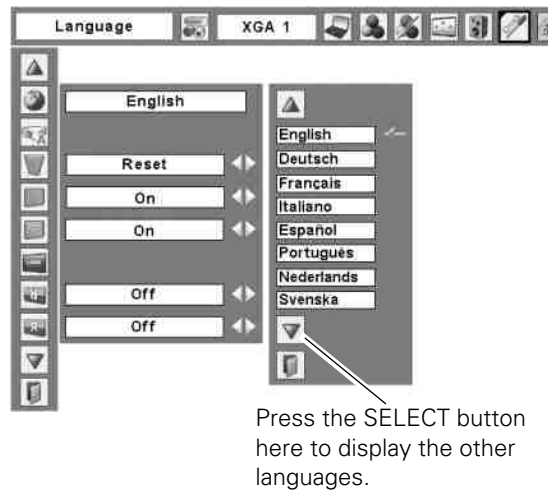 Language
XGA 1
English
Reset
On
On
Off
Off
English
Deutsch
Français
Italiano
Español
Português
Nederlands
Svenska
Press the SELECT button
here to display the other
languages.